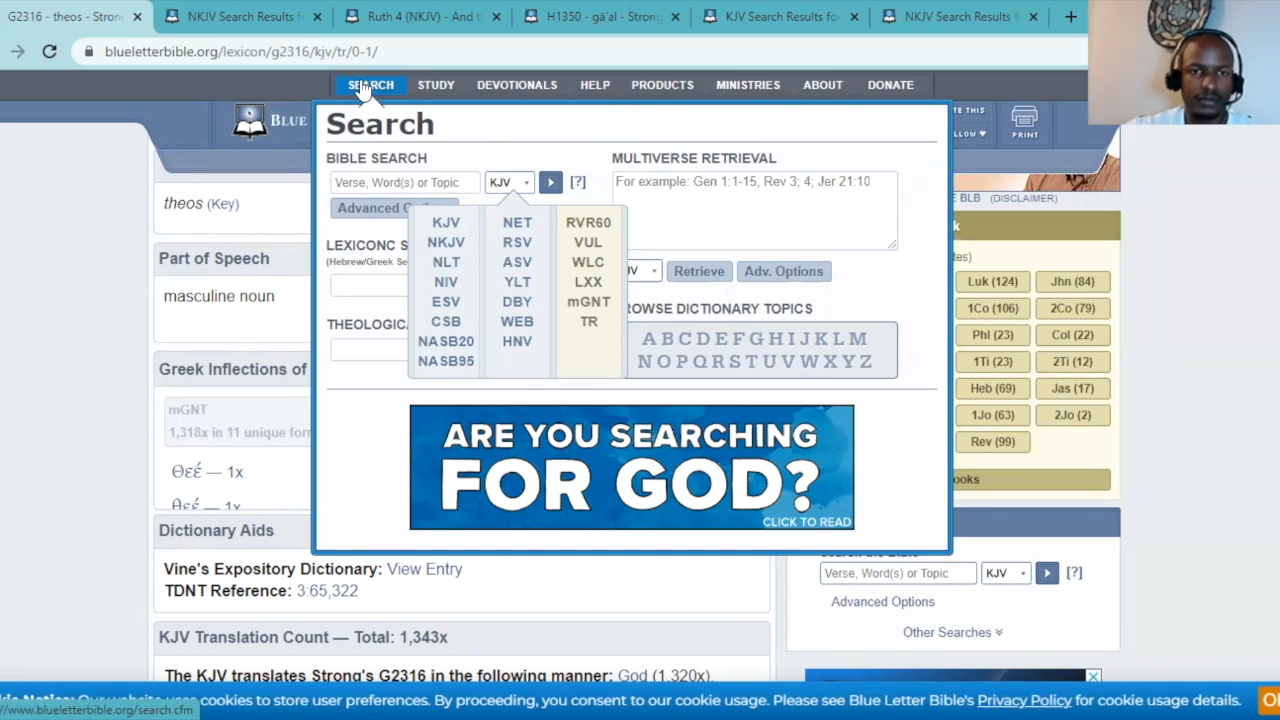 G2316 - theos - Stron
NKJV Search Results f
Ruth 4 (NKJV) - And t
H1350 - gā'al - Strong
KJV Search Results fo
NKJV Search Results f
blueletterbible.org/lexicon/g2316/kjv/tr/0-1/
SEARCH STUDY DEVOTIONALS HELP PRODUCTS MINISTRIES ABOUT DONATE
BLUE
PRINT
Search
BIBLE SEARCH
Verse, Word(s) or Topic
KJV
[?]
Advanced
MULTIVERSE RETRIEVAL
For example: Gen 1:1-15, Rev 3; 4; Jer 21:10
Retrieve
Adv. Options
KJV NET RVR60
NKJV RSV VUL
NLT ASV WLC
NIV YLT LXX
ESV DBY mGNT
CSB WEB TR
NASB20 HNV
NASB95
LEXICONC S
(Hebrew/Greek Se
THEOLOGICA
ROWSE DICTIONARY TOPICS
A B C D E F G H I J K L M
N O P Q R S T U V W X Y Z
ARE YOU SEARCHING
FOR GOD?
CLICK TO READ
theos (Key)
Part of Speech
masculine noun
Greek Inflections of
mGNT
1,318x in 11 unique for
Θεέ — 1x
θεέ — 1x
Dictionary Aids
Vine's Expository Dictionary: View Entry
TDNT Reference: 3:65,322
KJV Translation Count — Total: 1,343x
The KJV translates Strong's G2316 in the following manner: God (1,320x),
BLB (DISCLAIMER)
Luk (124) Jhn (84)
1Co (106) 2Co (79)
Phl (23) Col (22)
1Ti (23) 2Ti (12)
Heb (69) Jas (17)
1Jo (63) 2Jo (2)
Rev (99)
ooks
Verse, Word(s) or Topic
KJV
[?]
Advanced Options
Other Searches
kie Notice: Our website uses cookies to store user preferences. By proceeding, you consent to our cookie usage. Please see Blue Letter Bible's Privacy Policy for cookie usage details.
//www.blueletterbible.org/search.cfm